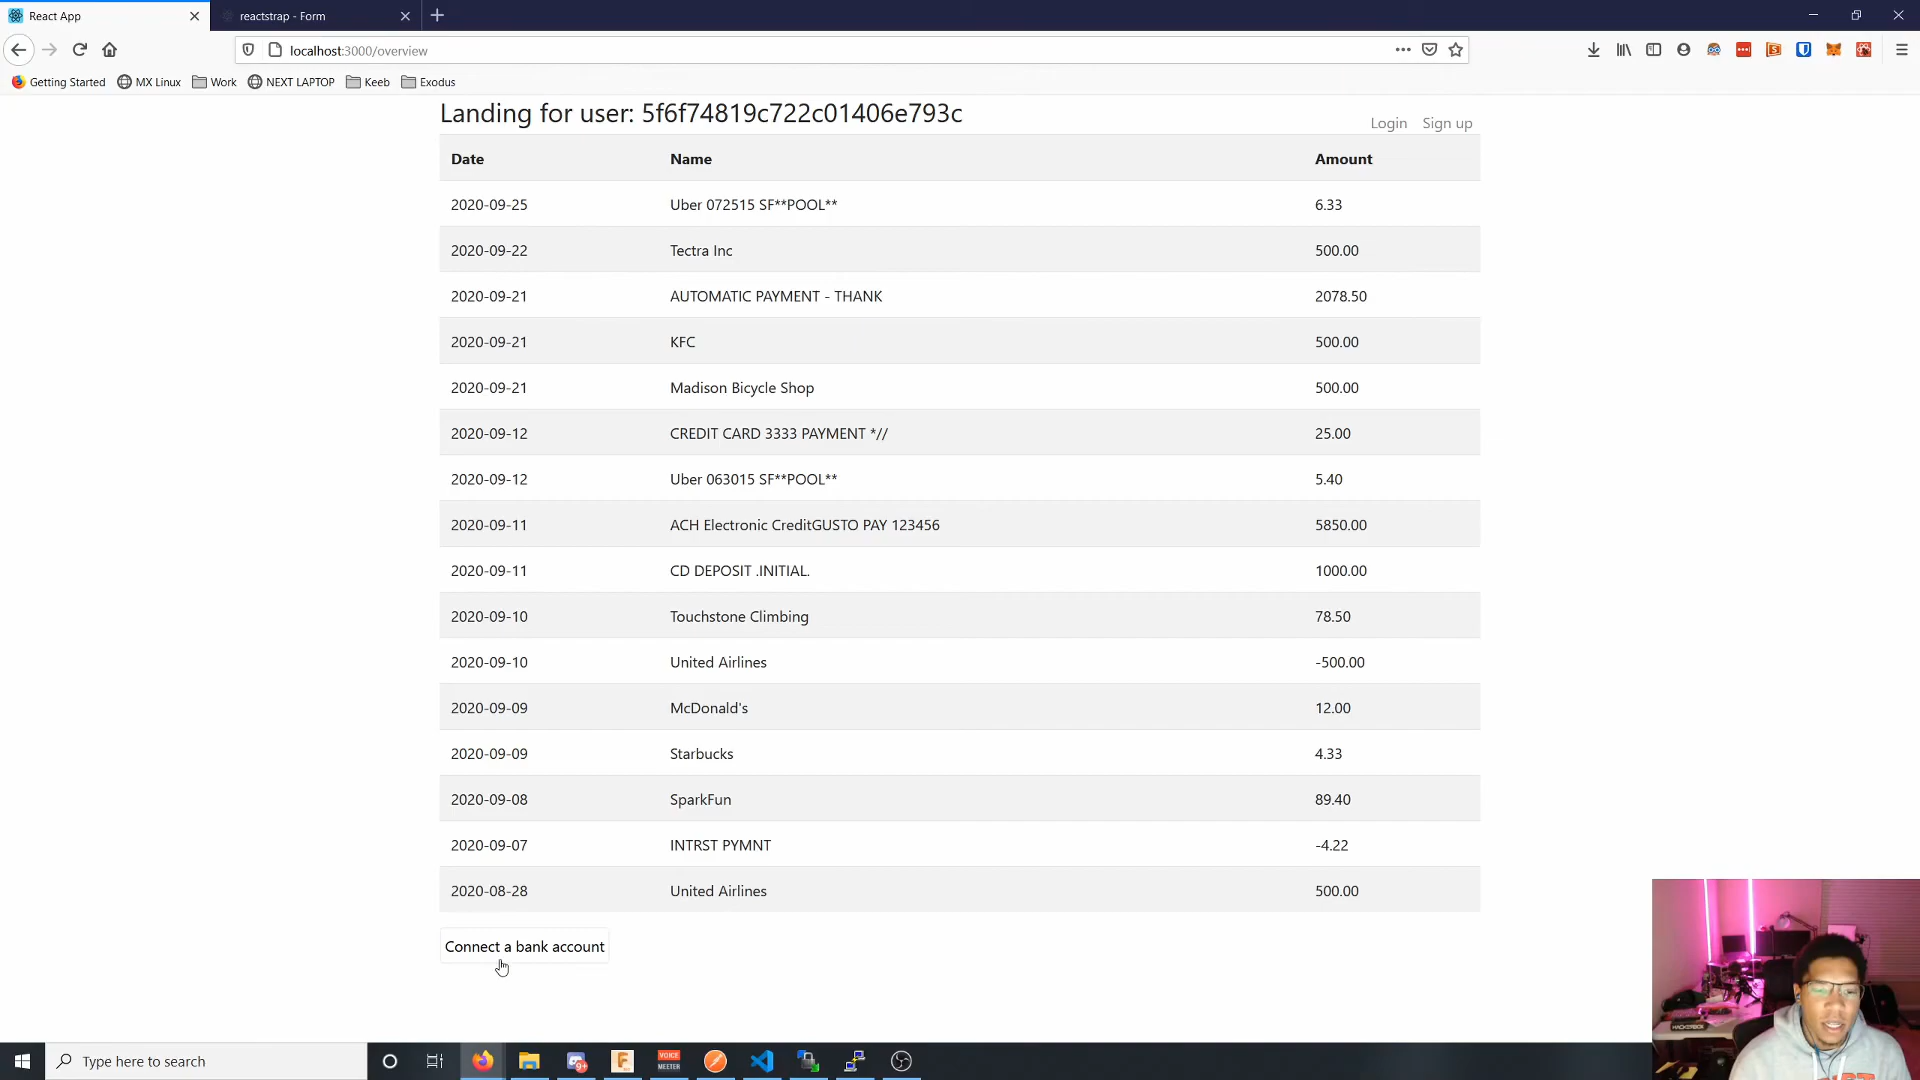 React App
reactstrap - Form
localhost:3000/overview
Getting Started
MX Linux
Work
NEXT LAPTOP
Keeb
Exodus
Landing for user: 5f6f74819c722c01406e793c
Login Sign up
Date Name Amount
2020-09-25 Uber 072515 SF**POOL** 6.33
2020-09-22 Tectra Inc 500.00
2020-09-21 AUTOMATIC PAYMENT - THANK 2078.50
2020-09-21 KFC 500.00
2020-09-21 Madison Bicycle Shop 500.00
2020-09-12 CREDIT CARD 3333 PAYMENT *// 25.00
2020-09-12 Uber 063015 SF**POOL** 5.40
2020-09-11 ACH Electronic CreditGUSTO PAY 123456 5850.00
2020-09-11 CD DEPOSIT .INITIAL. 1000.00
2020-09-10 Touchstone Climbing 78.50
2020-09-10 United Airlines -500.00
2020-09-09 McDonald's 12.00
2020-09-09 Starbucks 4.33
2020-09-08 SparkFun 89.40
2020-09-07 INTRST PYMNT -4.22
2020-08-28 United Airlines 500.00
Connect a bank account
Type here to search
9+
VOICE
MEETER